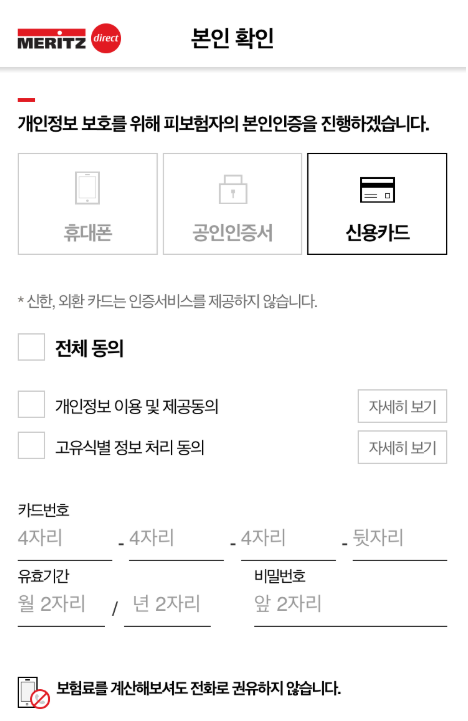 MERITZ direct
본인 확인
개인정보 보호를 위해 피보험자의 본인인증을 진행하겠습니다.
휴대폰 공인인증서 신용카드
* 신한, 외환 카드는 인증서비스를 제공하지 않습니다.
전체 동의
개인정보 이용 및 제공동의 자세히 보기
고유식별 정보 처리 동의 자세히 보기
카드번호
4자리 - 4자리 - 4자리 - 뒷자리
유효기간 비밀번호
월 2자리 / 년 2자리 앞 2자리
보험료를 계산해보셔도 전화로 권유하지 않습니다.